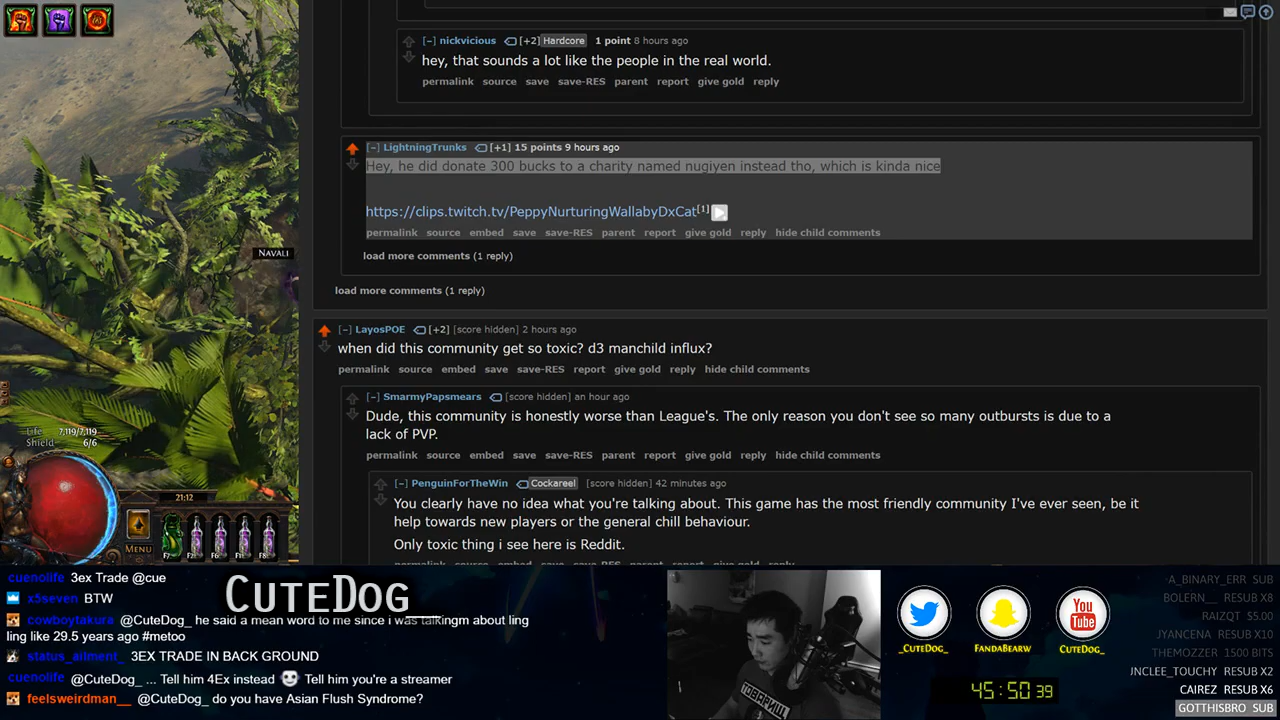 [–] nickvicious [+2] Hardcore 1 point 8 hours ago
hey, that sounds a lot like the people in the real world.
permalink source save save-RES parent report give gold reply
[–] LightningTrunks [+1] 15 points 9 hours ago
Hey, he did donate 300 bucks to a charity named nugiyen instead tho, which is kinda nice
https://clips.twitch.tv/PeppyNurturingWallabyDxCat[1]
permalink source embed save save-RES parent report give gold reply hide child comments
load more comments (1 reply)
load more comments (1 reply)
[–] LayosPOE [+2] [score hidden] 2 hours ago
when did this community get so toxic? d3 manchild influx?
permalink source embed save save-RES report give gold reply hide child comments
[–] SmarmyPapsmears [score hidden] an hour ago
Dude, this community is honestly worse than League's. The only reason you don't see so many outbursts is due to a
lack of PVP.
permalink source embed save save-RES parent report give gold reply hide child comments
[–] PenguinForTheWin Cockareel [score hidden] 42 minutes ago
You clearly have no idea what you're talking about. This game has the most friendly community I've ever seen, be it
help towards new players or the general chill behaviour.
Only toxic thing i see here is Reddit.
permalink source embed save save-RES parent report give gold reply
NAVALI
Life 7,119/7,119
Shield 6/6
21:12
MENU
cuenolife 3ex Trade @cue
x5seven BTW
cowboytakura @CuteDog_ he said a mean word to me since i was talkingm about ling
ling like 29.5 years ago #metoo
status_ailment_ 3EX TRADE IN BACK GROUND
cuenolife @CuteDog_ ... Tell him 4Ex instead Tell him you're a streamer
feelsweirdman__ @CuteDog_ do you have Asian Flush Syndrome?
CUTEDOG_
_CUTEDOG_
FANDABEARW
You Tube
CUTEDOG_
45:50 39
A_BINARY_ERR SUB
BOLERN__ RESUB X8
RAIZQT $5.00
JYANCENA RESUB X10
THEMOZZER 1500 BITS
INCLEE_TOUCHY RESUB X2
CAIREZ RESUB X6
GOTTHISBRO SUB